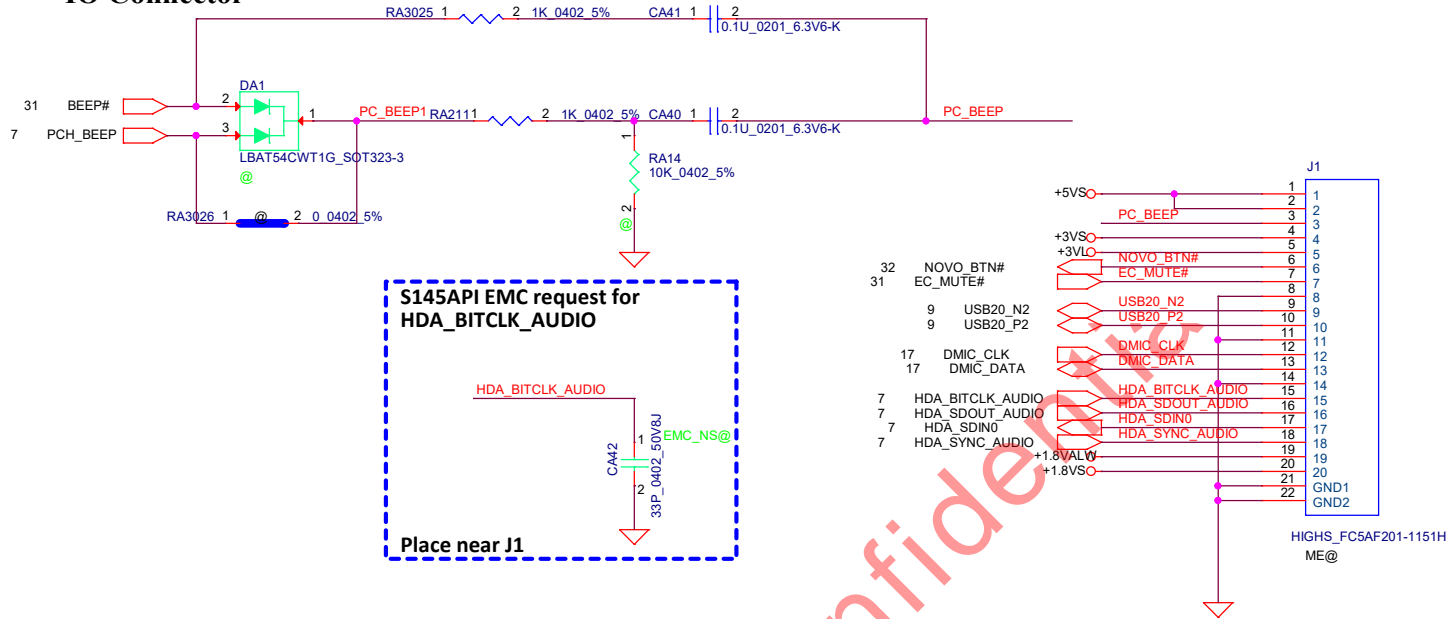 IO Connector
RA3025 1 2 1K_0402_5% CA41 1 2
0.1U_0201_6.3V6-K
DA1
31 BEEP# 2
1 PC_BEEP1 RA2111 2 1K_0402_5% CA40 1 2 PC_BEEP
0.1U_0201_6.3V6-K
7 PCH_BEEP 3
LBAT54CWT1G_SOT323-3
@
1
RA14
10K_0402_5%
2
@
RA3026 1 @ 2 0_0402_5%
S145API EMC request for
HDA_BITCLK_AUDIO
HDA_BITCLK_AUDIO
1
EMC_NS@
CA42
33P_0402_50V8J
2
Place near J1
J1
+5VS 1 1
2 2
PC_BEEP 3 3
+3VS 4 4
+3VL 5 5
32 NOVO_BTN# NOVO_BTN# 6 6
31 EC_MUTE# EC_MUTE# 7 7
8 8
9 USB20_N2 USB20_N2 9 9
9 USB20_P2 USB20_P2 10 10
11 11
17 DMIC_CLK DMIC_CLK 12 12
17 DMIC_DATA DMIC_DATA 13 13
14 14
7 HDA_BITCLK_AUDIO HDA_BITCLK_AUDIO 15 15
7 HDA_SDOUT_AUDIO HDA_SDOUT_AUDIO 16 16
7 HDA_SDIN0 HDA_SDIN0 17 17
7 HDA_SYNC_AUDIO HDA_SYNC_AUDIO 18 18
+1.8VALW 19 19
+1.8VS 20 20
21 GND1
22 GND2
HIGHS_FC5AF201-1151H
ME@
nfidentia